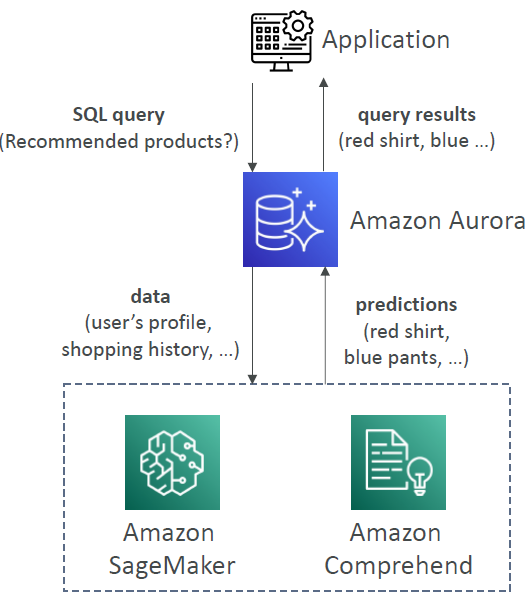 Application
SQL query
(Recommended products?)
query results
(red shirt, blue ...)
Amazon Aurora
data
(user's profile,
shopping history, ...)
predictions
(red shirt,
blue pants, ...)
Amazon
SageMaker
Amazon
Comprehend